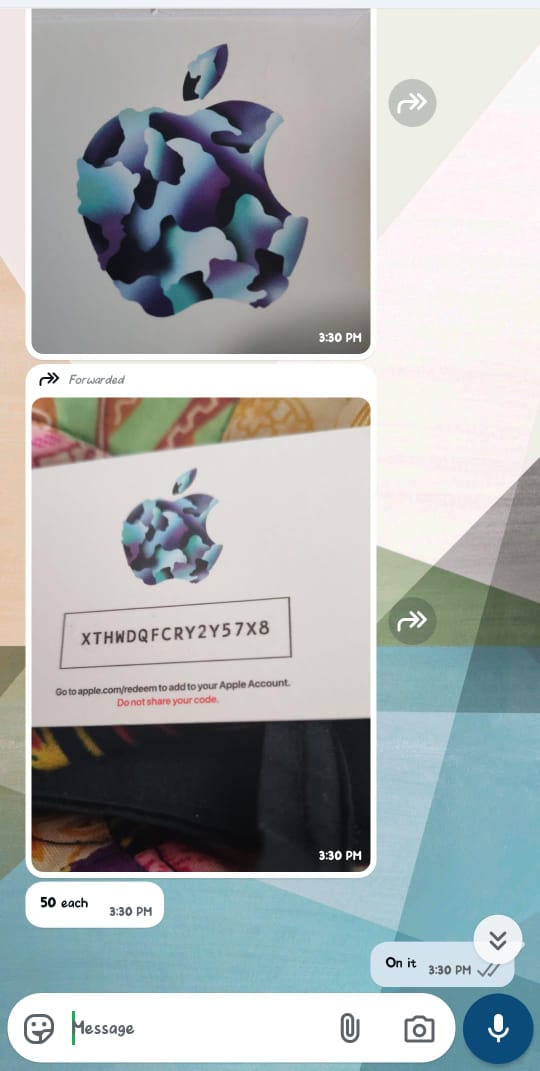 3:30 PM
Forwarded
XTHWDQFCRY2Y57X8
Go to apple.com/redeem to add to your Apple Account.
Do not share your code.
3:30 PM
50 each 3:30 PM
On it 3:30 PM
Message